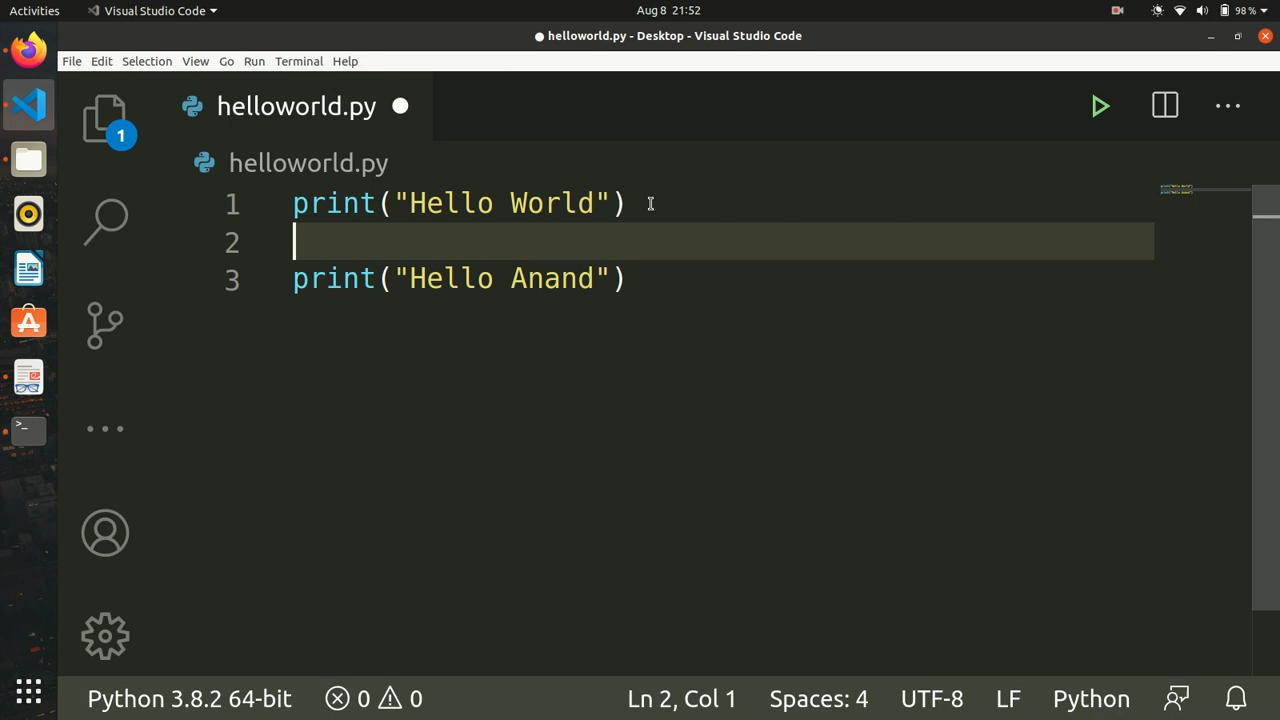 Activities Visual Studio Code Aug 8 21:52 98%
helloworld.py - Desktop - Visual Studio Code
File Edit Selection View Go Run Terminal Help
helloworld.py
helloworld.py
1 print("Hello World")
2
3 print("Hello Anand")
1
Python 3.8.2 64-bit 0 0 Ln 2, Col 1 Spaces: 4 UTF-8 LF Python